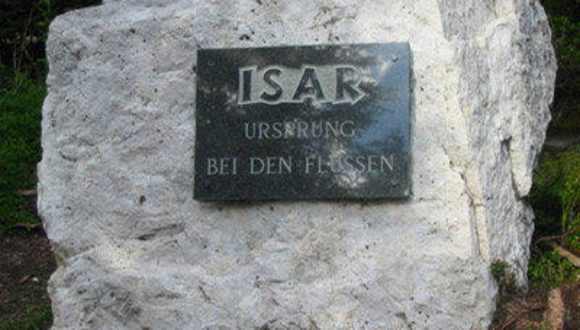 ISAR
URSPRUNG
BEI DEN FLÜSSEN